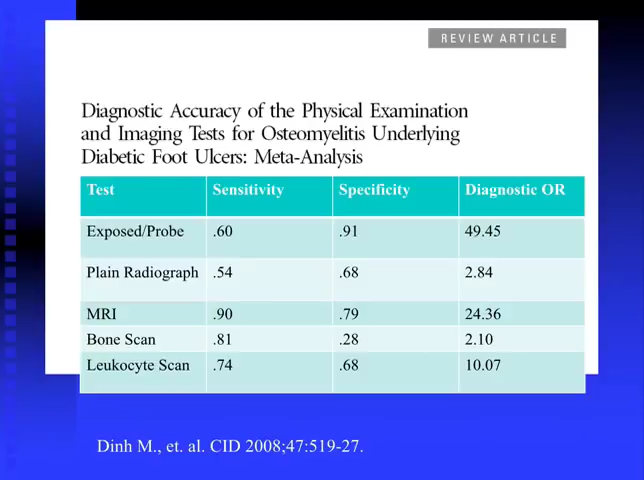 REVIEW ARTICLE
Diagnostic Accuracy of the Physical Examination
and Imaging Tests for Osteomyelitis Underlying
Diabetic Foot Ulcers: Meta-Analysis
Test Sensitivity Specificity Diagnostic OR
Exposed/Probe .60 .91 49.45
Plain Radiograph .54 .68 2.84
MRI .90 .79 24.36
Bone Scan .81 .28 2.10
Leukocyte Scan .74 .68 10.07
Dinh M., et. al. CID 2008;47:519-27.